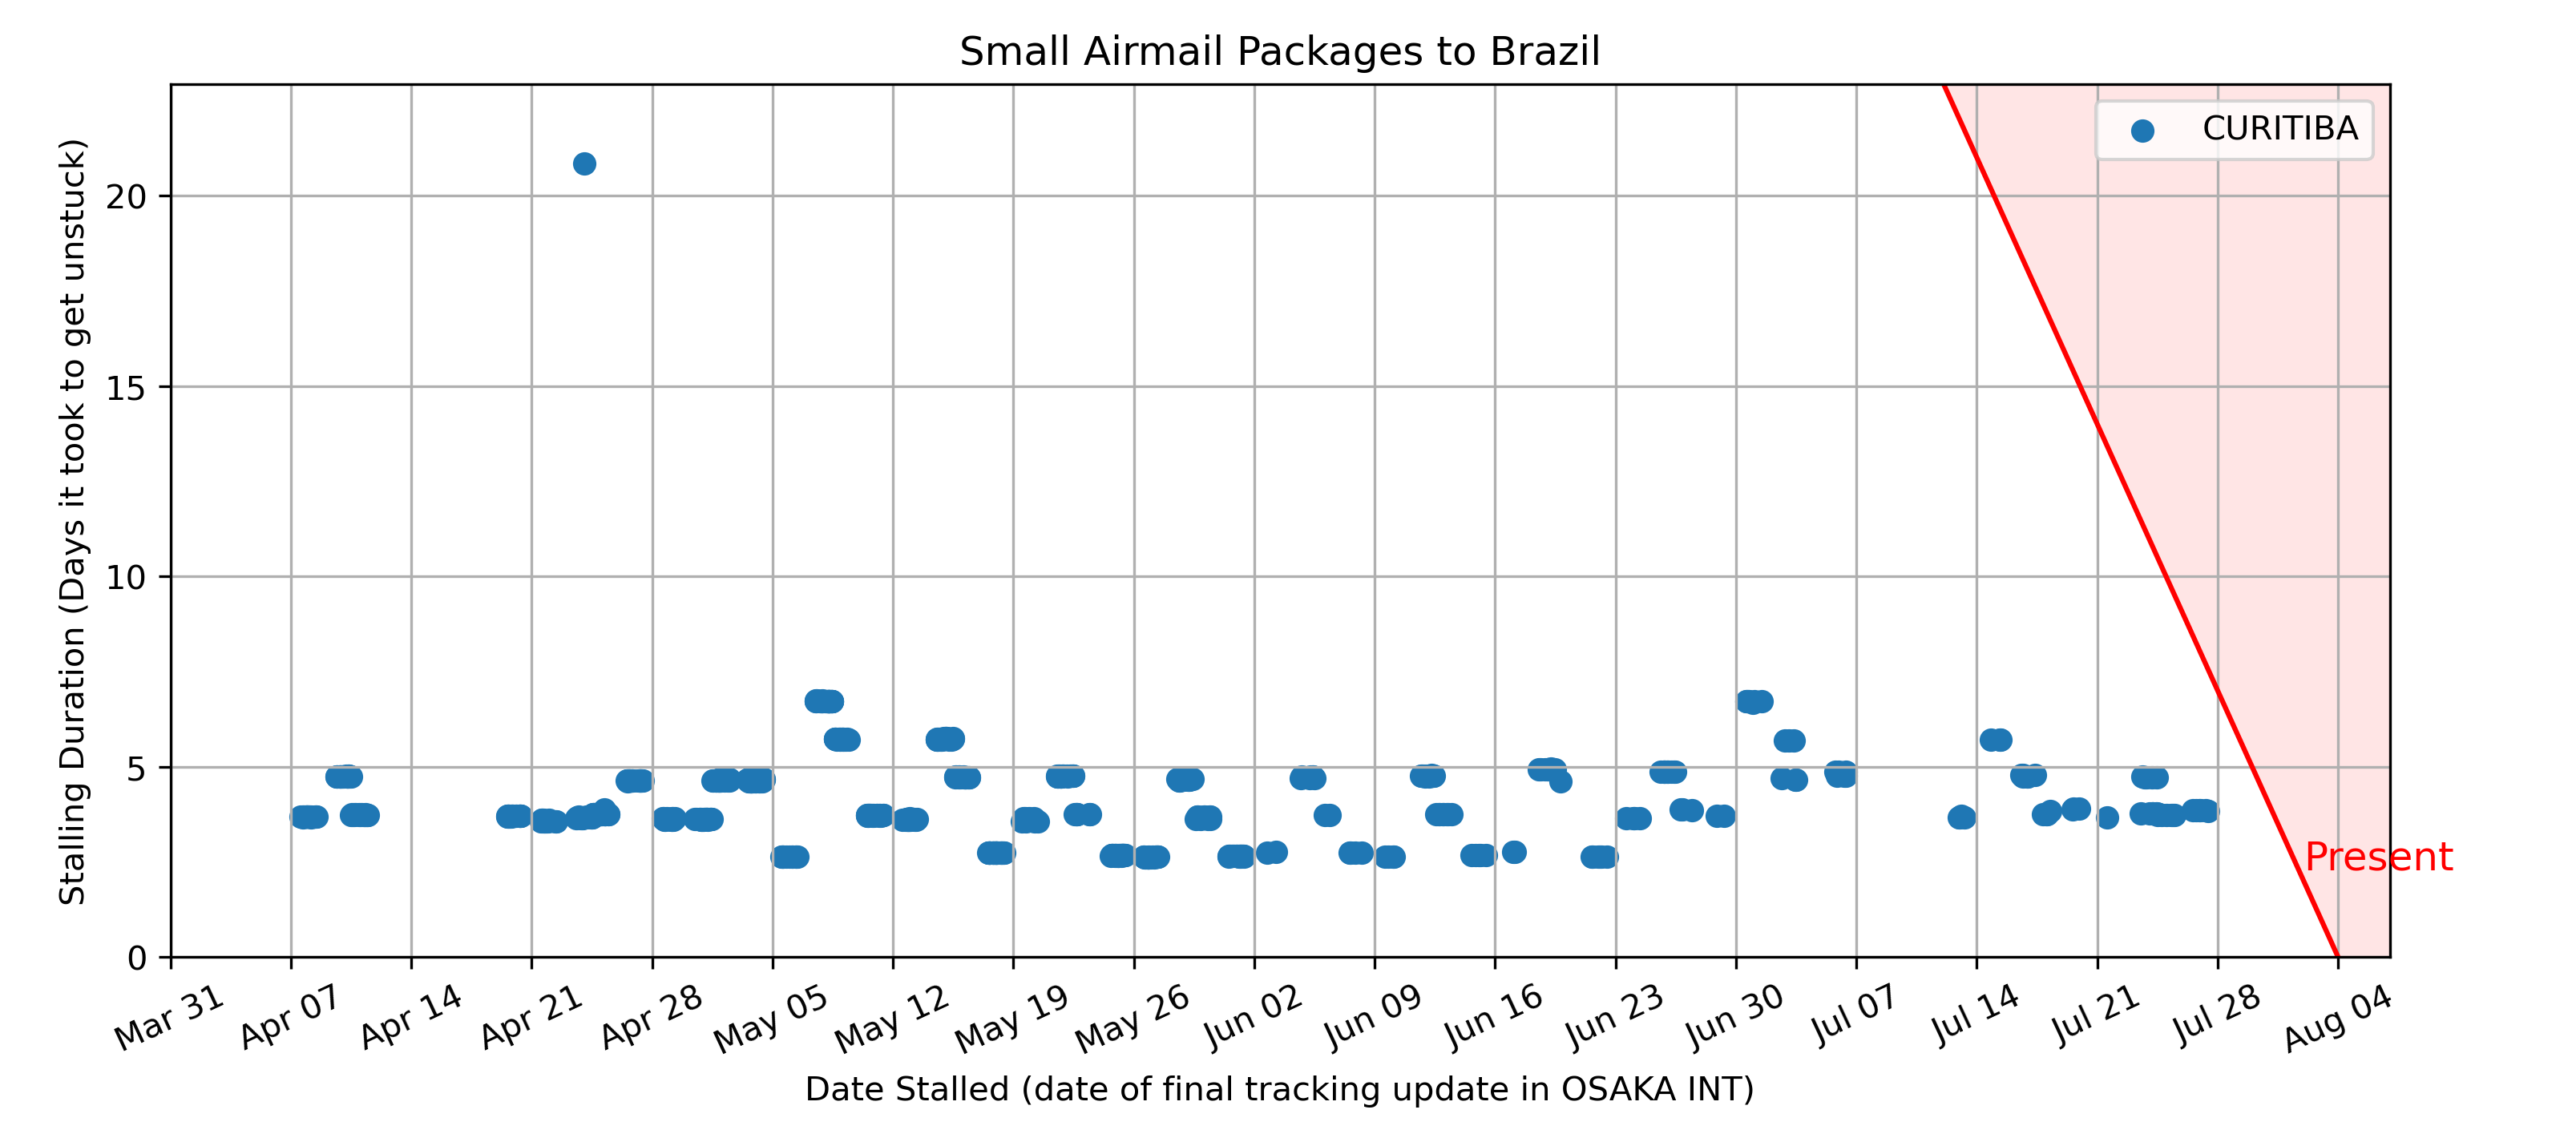 Small Airmail Packages to Brazil
CURITIBA
Stalling Duration (Days it took to get unstuck)
20
15
10
5
0
Present
Mar 31
Apr 07
Apr 14
Apr 21
Apr 28
May 05
May 12
May 19
May 26
Jun 02
Jun 09
Jun 16
Jun 23
Jun 30
Jul 07
Jul 14
Jul 21
Jul 28
Aug 04
Date Stalled (date of final tracking update in OSAKA INT)